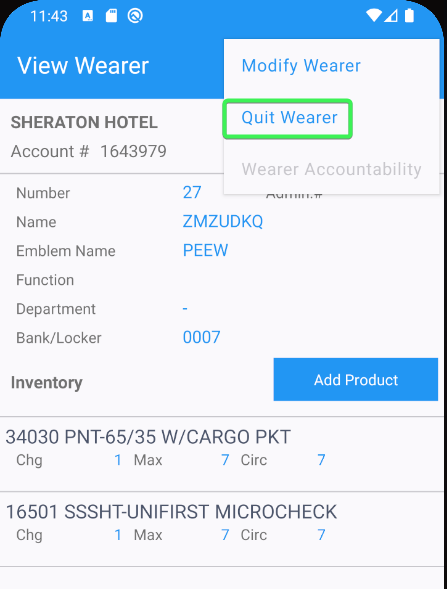 11:43
View Wearer
Modify Wearer
Quit Wearer
Wearer Accountability
SHERATON HOTEL
Account # 1643979
Number 27 Admin.#
Name ZMZUDKQ
Emblem Name PEEW
Function
Department -
Bank/Locker 0007
Inventory Add Product
34030 PNT-65/35 W/CARGO PKT
Chg 1 Max 7 Circ 7
16501 SSSHT-UNIFIRST MICROCHECK
Chg 1 Max 7 Circ 7